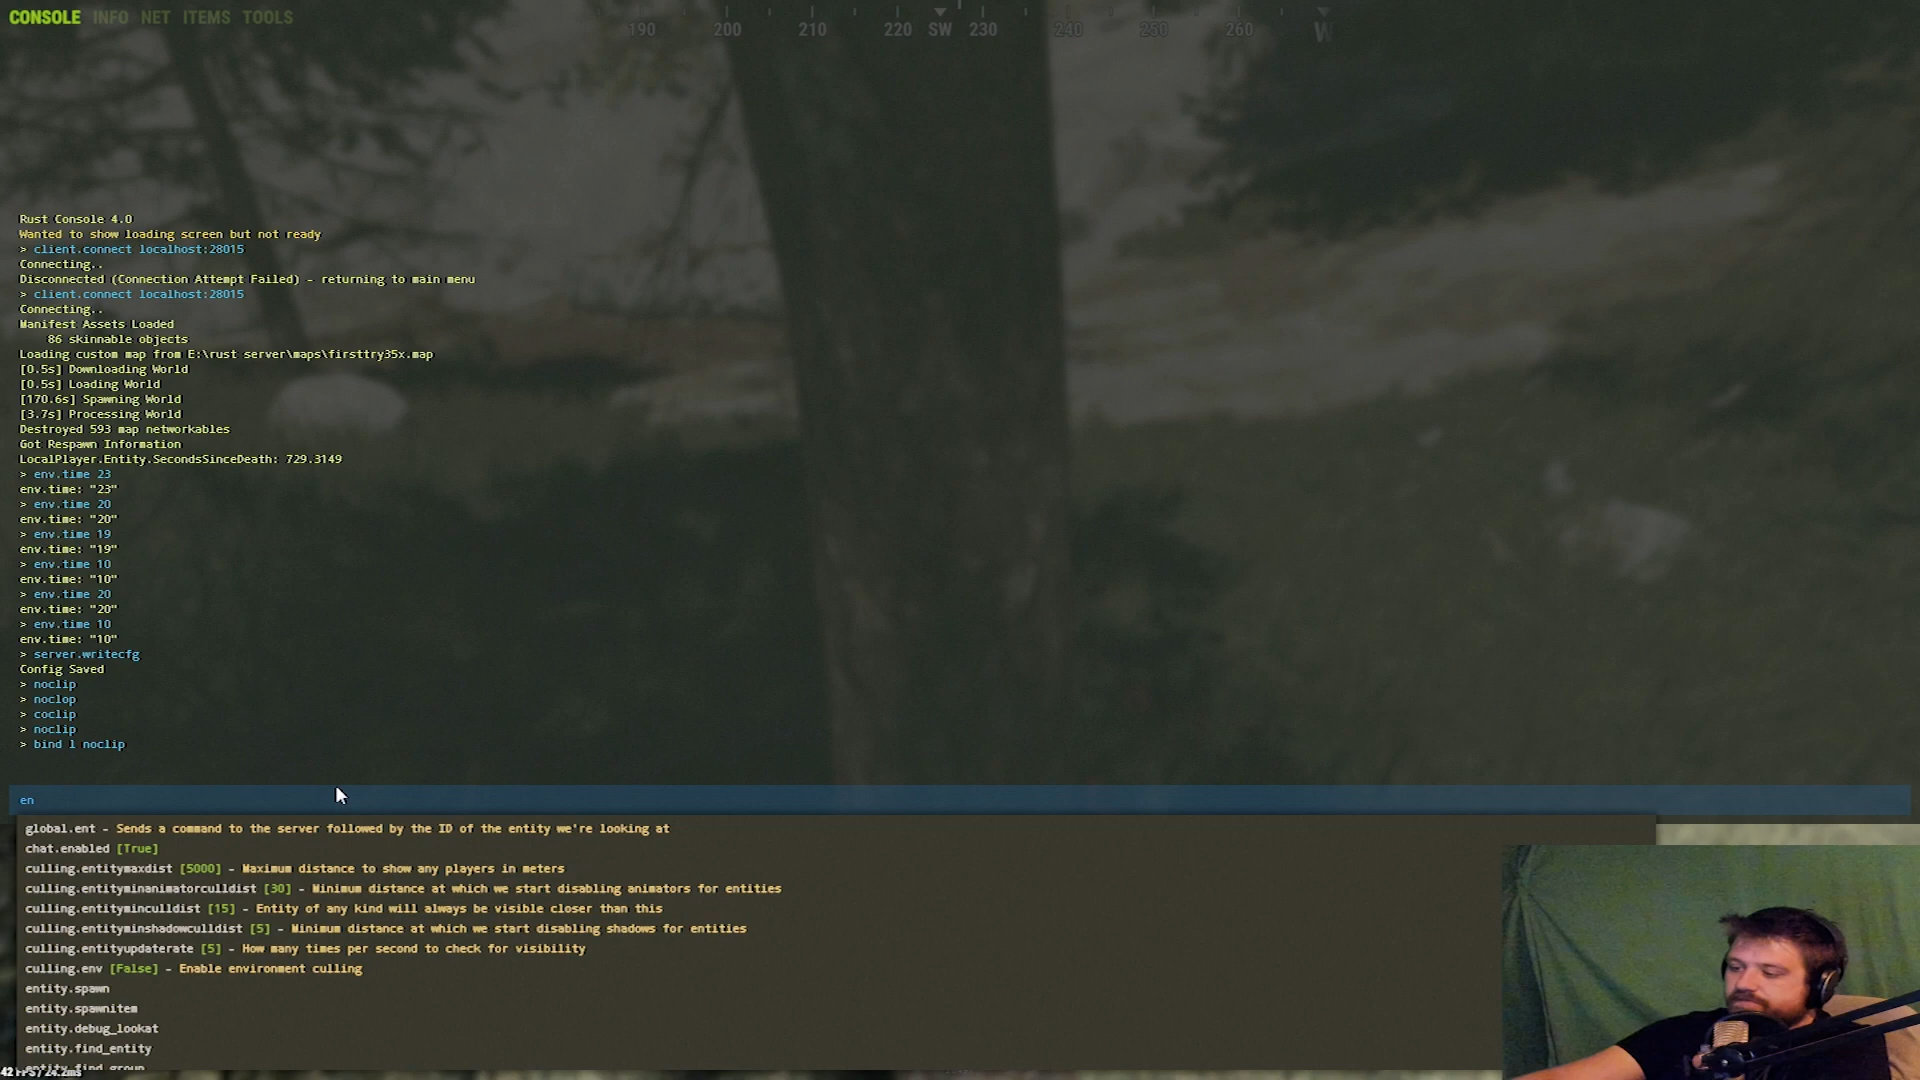 CONSOLE INFO NET ITEMS TOOLS
190 200 210 220 SW 230 240 250 260 W
Rust Console 4.0
Wanted to show loading screen but not ready
> client.connect localhost:28015
Connecting..
Disconnected (Connection Attempt Failed) - returning to main menu
> client.connect localhost:28015
Connecting..
Manifest Assets Loaded
86 skinnable objects
Loading custom map from E:\rust server\maps\firsttry35x.map
[0.5s] Downloading World
[0.5s] Loading World
[170.6s] Spawning World
[3.7s] Processing World
Destroyed 593 map networkables
Got Respawn Information
LocalPlayer.Entity.SecondsSinceDeath: 729.3149
> env.time 23
env.time: "23"
> env.time 20
env.time: "20"
> env.time 19
env.time: "19"
> env.time 10
env.time: "10"
> env.time 20
env.time: "20"
> env.time 10
env.time: "10"
> server.writecfg
Config Saved
> noclip
> noclop
> coclip
> noclip
> bind l noclip
en
global.ent - Sends a command to the server followed by the ID of the entity we're looking at
chat.enabled [True]
culling.entitymaxdist [5000] - Maximum distance to show any players in meters
culling.entityminanimatorculldist [30] - Minimum distance at which we start disabling animators for entities
culling.entityminculldist [15] - Entity of any kind will always be visible closer than this
culling.entityminshadowculldist [5] - Minimum distance at which we start disabling shadows for entities
culling.entityupdaterate [5] - How many times per second to check for visibility
culling.env [False] - Enable environment culling
entity.spawn
entity.spawnitem
entity.debug_lookat
entity.find_entity
entity.find_group
42 FPS / 24.2ms